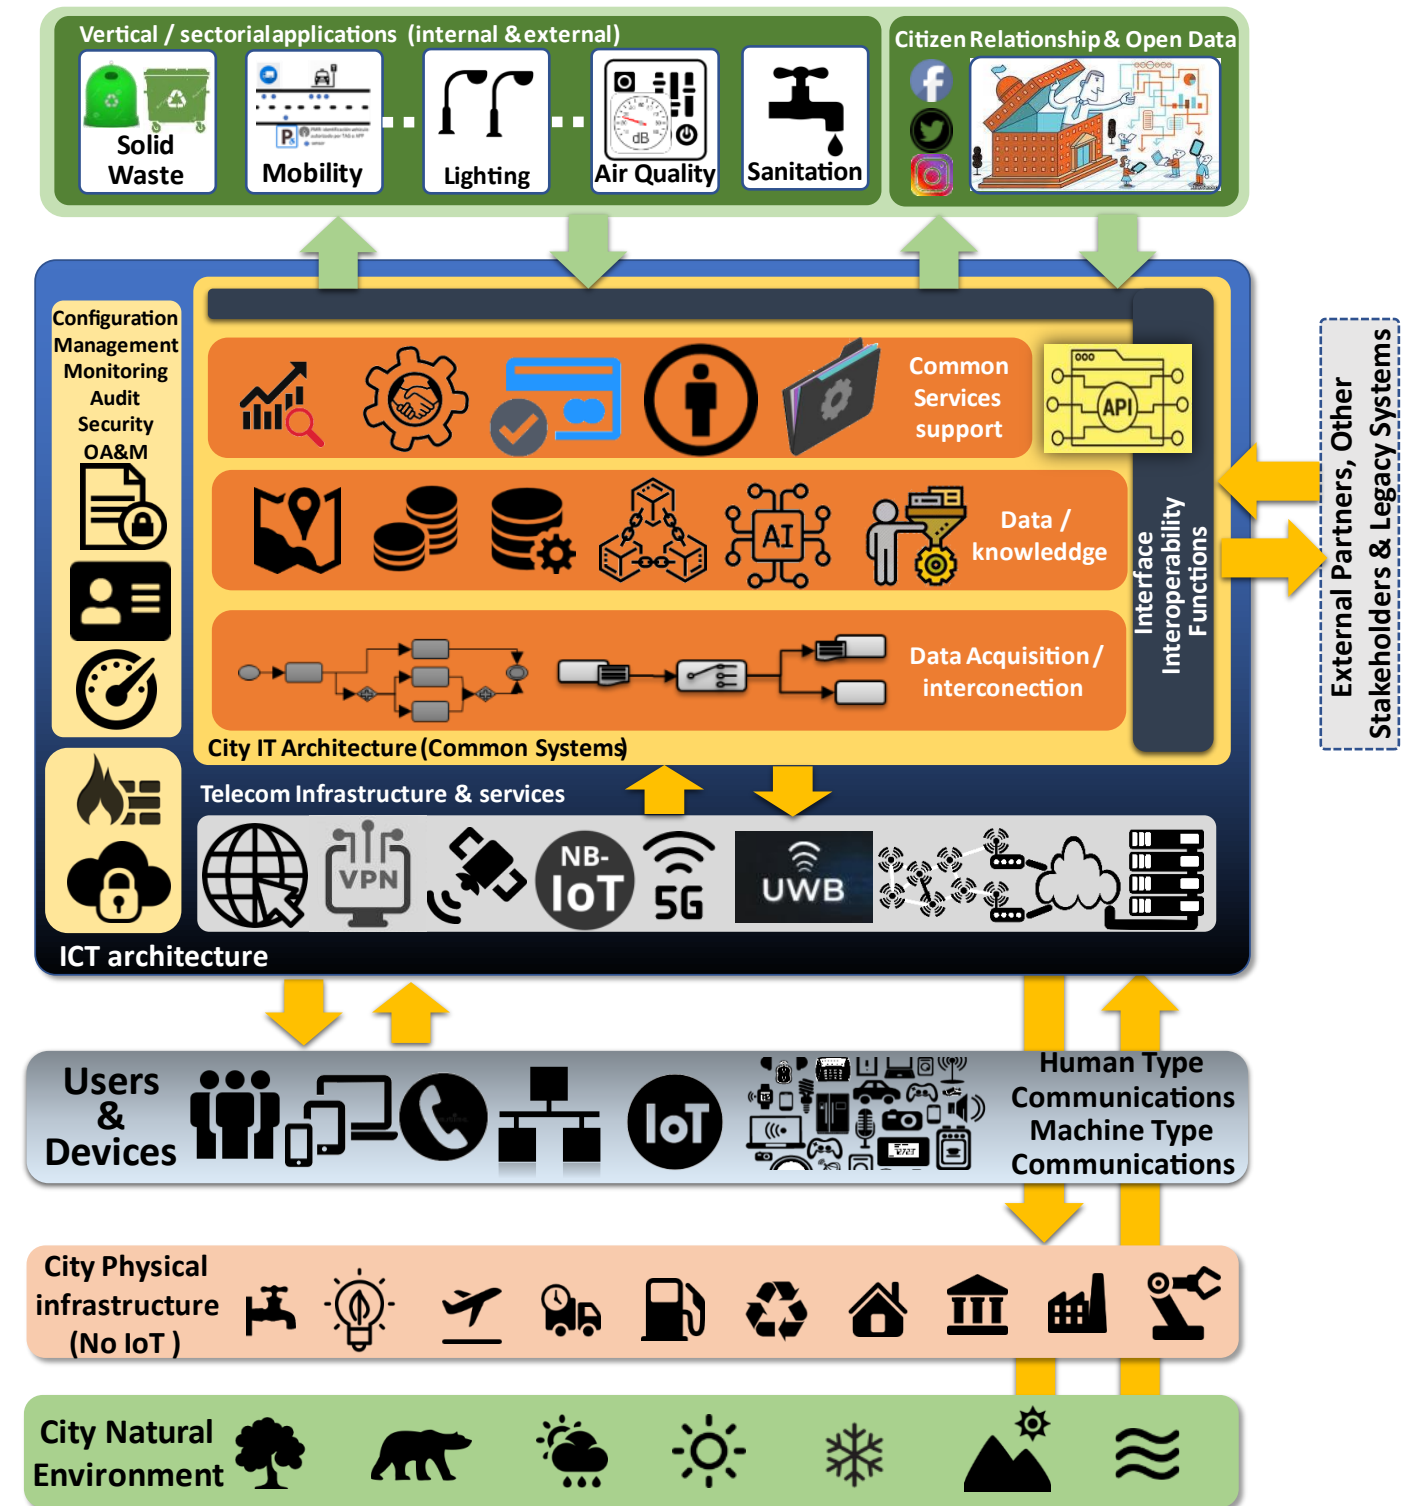 Vertical / sectorial applications (internal & external)
Solid
Waste
P
Mobility
Lighting
dB
Air Quality
Sanitation
Citizen Relationship & Open Data
Configuration
Management
Monitoring
Audit
Security
OA&M
Common
Services
support
API
AI
Data /
knowleddge
Data Acquisition /
interconection
Interface
Interoperability
Functions
City IT Architecture (Common Systems)
External Partners, Other
Stakeholders & Legacy Systems
Telecom Infrastructure & services
VPN
NB-
IoT
5G
UWB
ICT architecture
Users
&
Devices
IoT
Human Type
Communications
Machine Type
Communications
City Physical
infrastructure
(No IoT )
City Natural
Environment